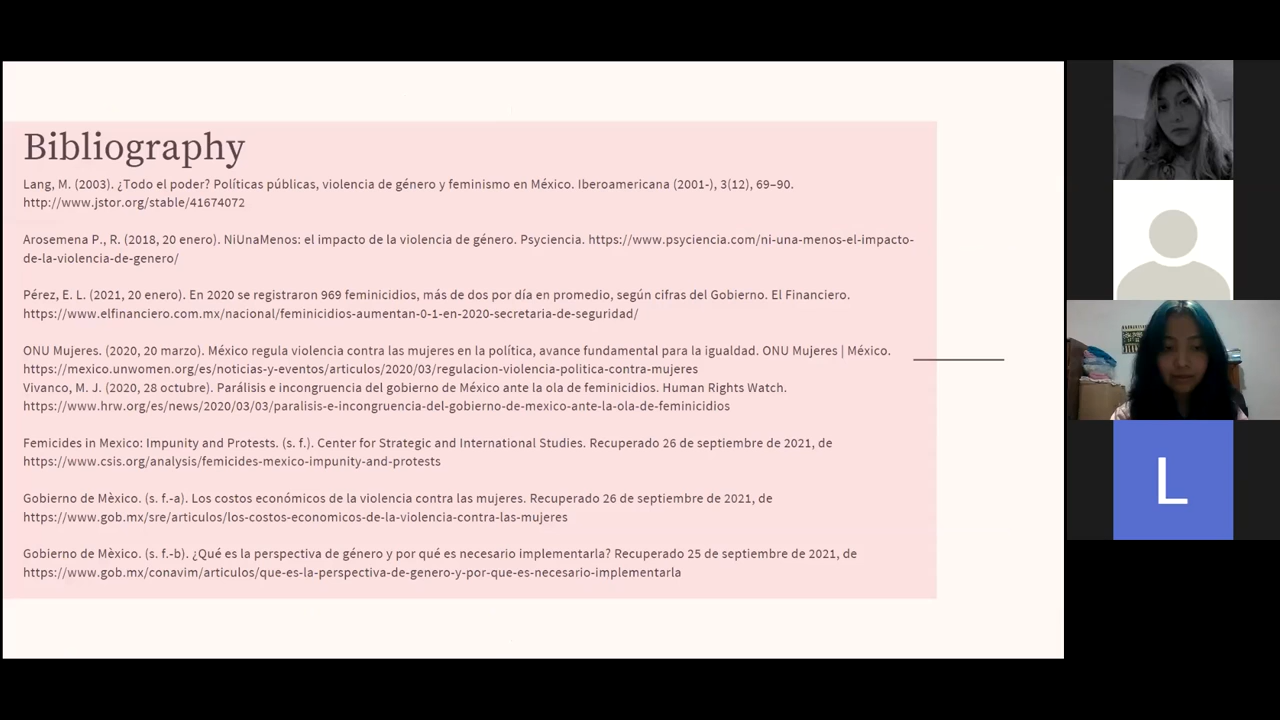 Bibliography
Lang, M. (2003). ¿Todo el poder? Políticas públicas, violencia de género y feminismo en México. Iberoamericana (2001-), 3(12), 69–90.
http://www.jstor.org/stable/41674072
Arosemena P., R. (2018, 20 enero). NiUnaMenos: el impacto de la violencia de género. Psyciencia. https://www.psyciencia.com/ni-una-menos-el-impacto-
de-la-violencia-de-genero/
Pérez, E. L. (2021, 20 enero). En 2020 se registraron 969 feminicidios, más de dos por día en promedio, según cifras del Gobierno. El Financiero.
https://www.elfinanciero.com.mx/nacional/feminicidios-aumentan-0-1-en-2020-secretaria-de-seguridad/
ONU Mujeres. (2020, 20 marzo). México regula violencia contra las mujeres en la política, avance fundamental para la igualdad. ONU Mujeres | México.
https://mexico.unwomen.org/es/noticias-y-eventos/articulos/2020/03/regulacion-violencia-politica-contra-mujeres
Vivanco, M. J. (2020, 28 octubre). Parálisis e incongruencia del gobierno de México ante la ola de feminicidios. Human Rights Watch.
https://www.hrw.org/es/news/2020/03/03/paralisis-e-incongruencia-del-gobierno-de-mexico-ante-la-ola-de-feminicidios
Femicides in Mexico: Impunity and Protests. (s. f.). Center for Strategic and International Studies. Recuperado 26 de septiembre de 2021, de
https://www.csis.org/analysis/femicides-mexico-impunity-and-protests
Gobierno de Mèxico. (s. f.-a). Los costos económicos de la violencia contra las mujeres. Recuperado 26 de septiembre de 2021, de
https://www.gob.mx/sre/articulos/los-costos-economicos-de-la-violencia-contra-las-mujeres
Gobierno de Mèxico. (s. f.-b). ¿Qué es la perspectiva de género y por qué es necesario implementarla? Recuperado 25 de septiembre de 2021, de
https://www.gob.mx/conavim/articulos/que-es-la-perspectiva-de-genero-y-por-que-es-necesario-implementarla
L